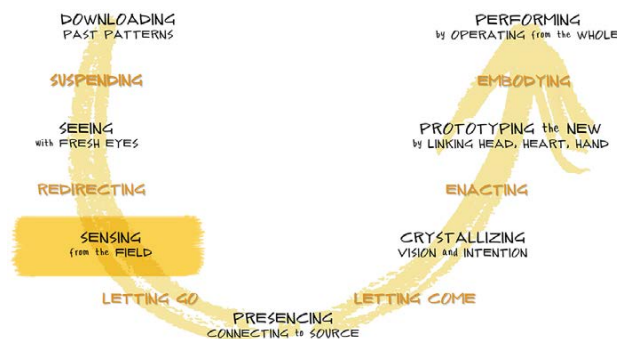 DOWNLOADING
PAST PATTERNS
SUSPENDING
SEEING
with FRESH EYES
REDIRECTING
SENSING
from the FIELD
LETTING GO
PRESENCING
CONNECTING to SOURCE
LETTING COME
CRYSTALLIZING
VISION and INTENTION
ENACTING
PROTOTYPING the NEW
by LINKING HEAD, HEART, HAND
EMBODYING
PERFORMING
by OPERATING from the WHOLE